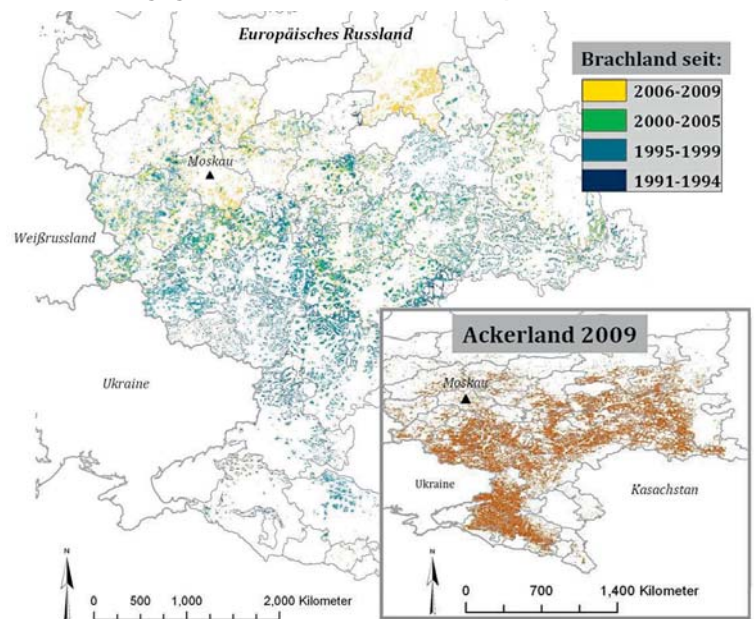 Europäisches Russland
Brachland seit:
2006-2009
2000-2005
1995-1999
1991-1994
Moskau
Weißrussland
Ukraine
N
0 500 1,000 2,000 Kilometer
Ackerland 2009
Moskau
Ukraine
Kasachstan
N
0 700 1,400 Kilometer